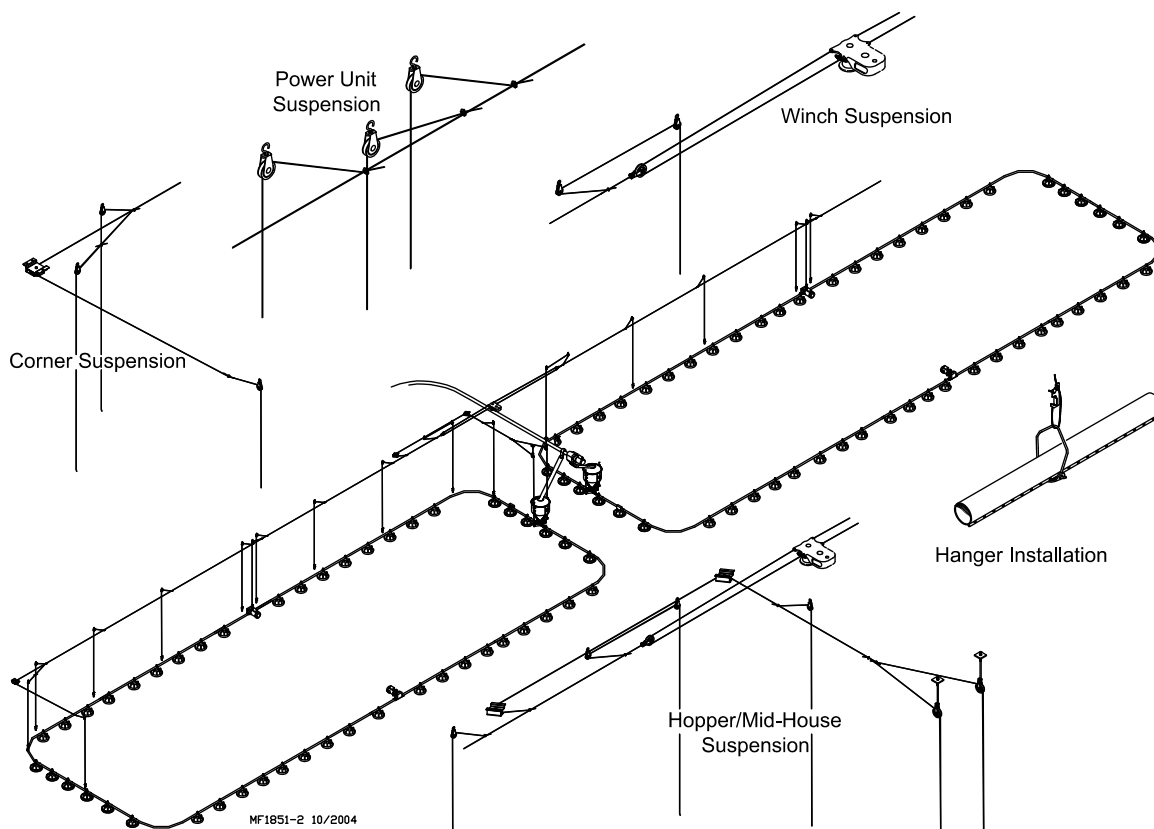 Power Unit
Suspension
Winch Suspension
Corner Suspension
Hanger Installation
Hopper/Mid-House
Suspension
MF1851-2 10/2004